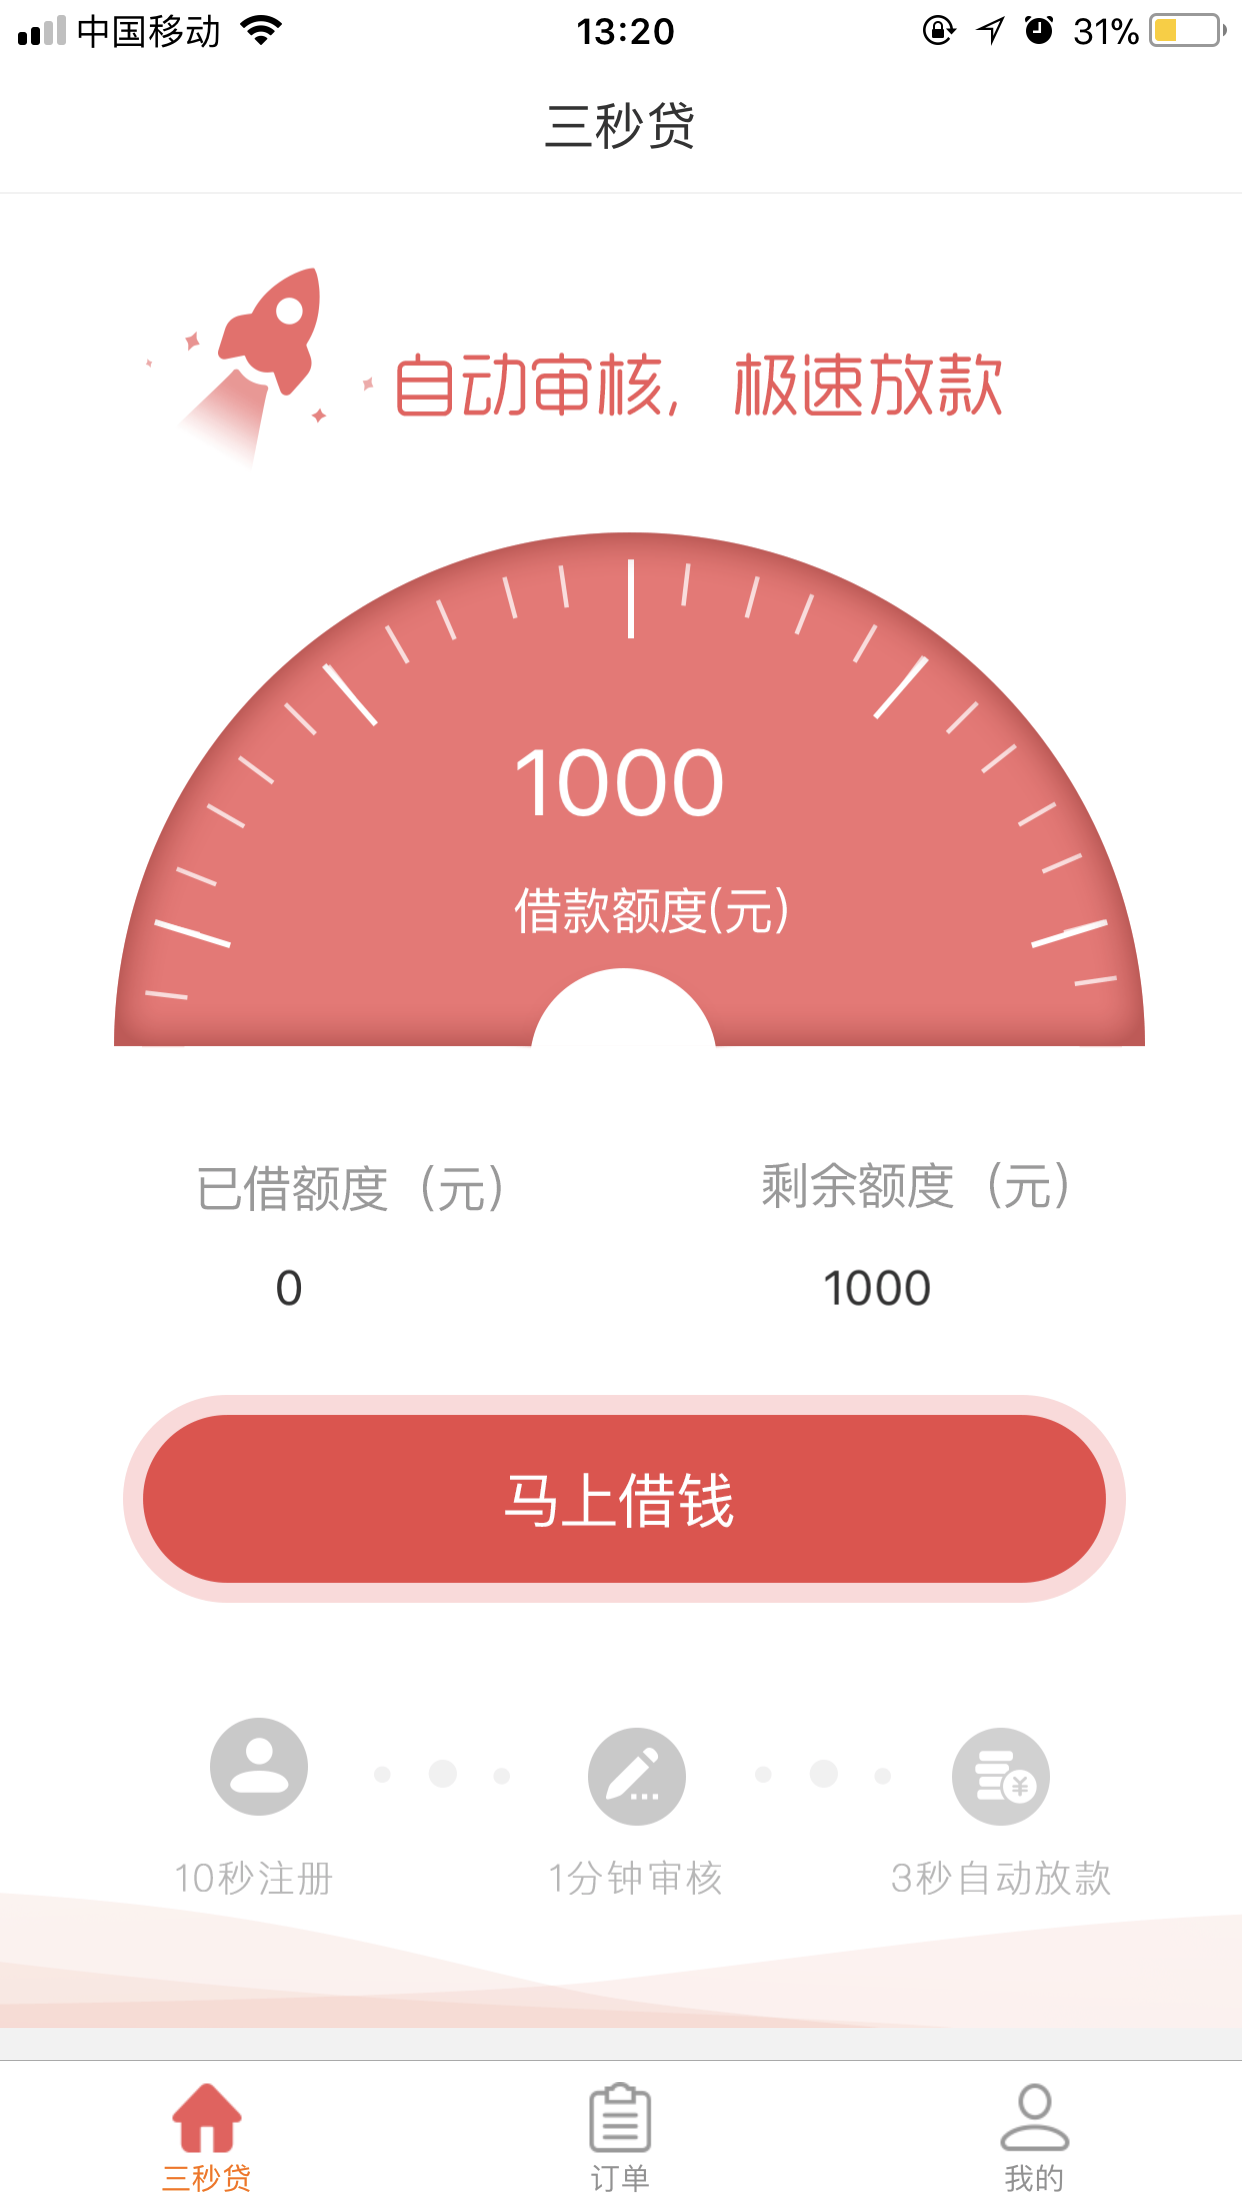 中国移动 13:20 31%
三秒贷
自动审核，极速放款
1000
借款额度(元)
已借额度（元） 剩余额度（元）
0 1000
马上借钱
10秒注册 1分钟审核 3秒自动放款
三秒贷 订单 我的